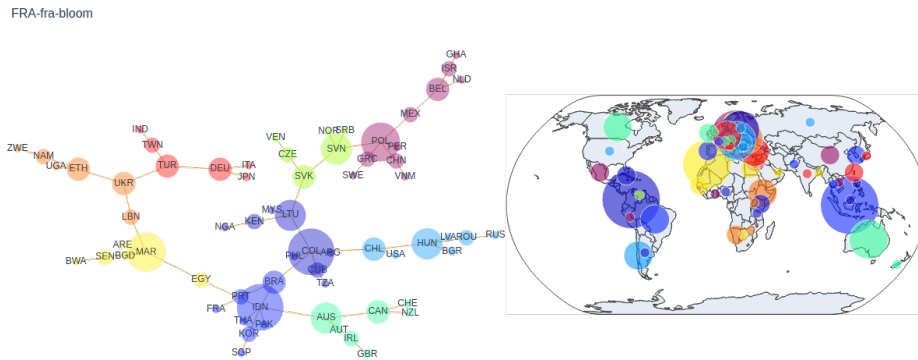 FRA-fra-bloom
GHA
ISR
NLD
BEL
MEX
IND
TWN
VEN
NOR
SRB
SVN
POL
PER
CZE
GRC
CHN
SWE
VNM
ZWE
NAM
UGA
ETH
TUR
DEU
ITA
JPN
UKR
SVK
LBN
MYS
LTU
KEN
NGA
ARE
MAR
SEN
BGD
BWA
PHL
COL
ARG
CHL
USA
HUN
LVA
ROU
RUS
BGR
CUB
TZA
EGY
BRA
PRT
FRA
IDN
THA
PAK
KOR
SGP
AUS
AUT
IRL
GBR
CAN
CHE
NZL